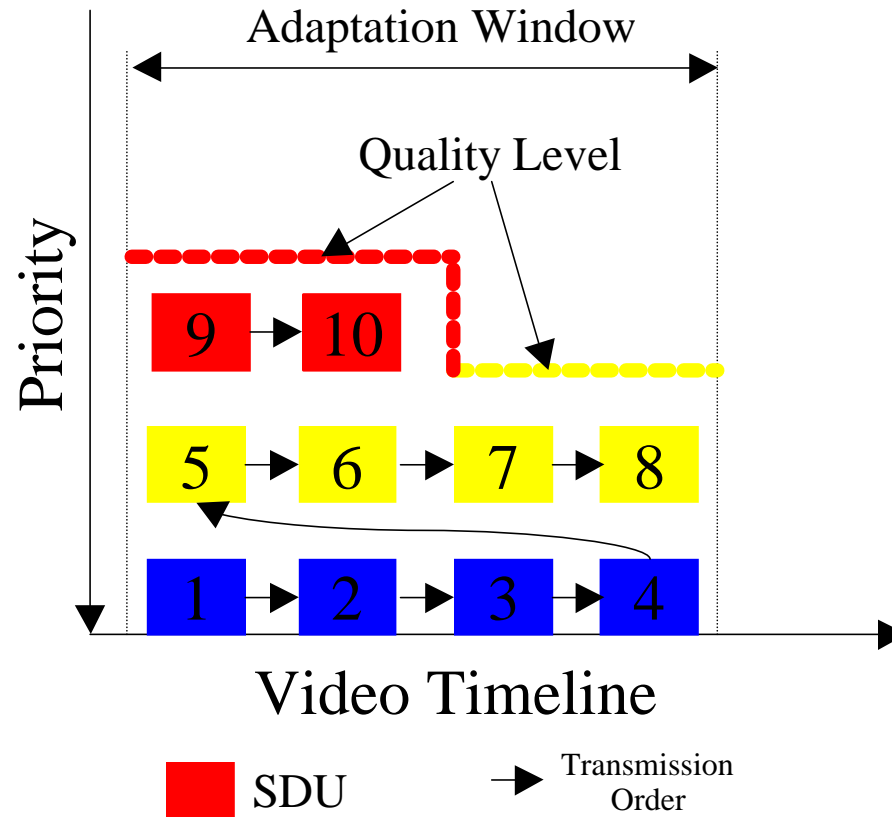 Adaptation Window
Quality Level
Priority
9 10
5 6 7 8
1 2 3 4
Video Timeline
SDU
Transmission
Order